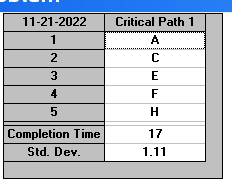 11-21-2022 Critical Path 1
1 A
2 C
3 E
4 F
5 H
Completion Time 17
Std. Dev. 1.11